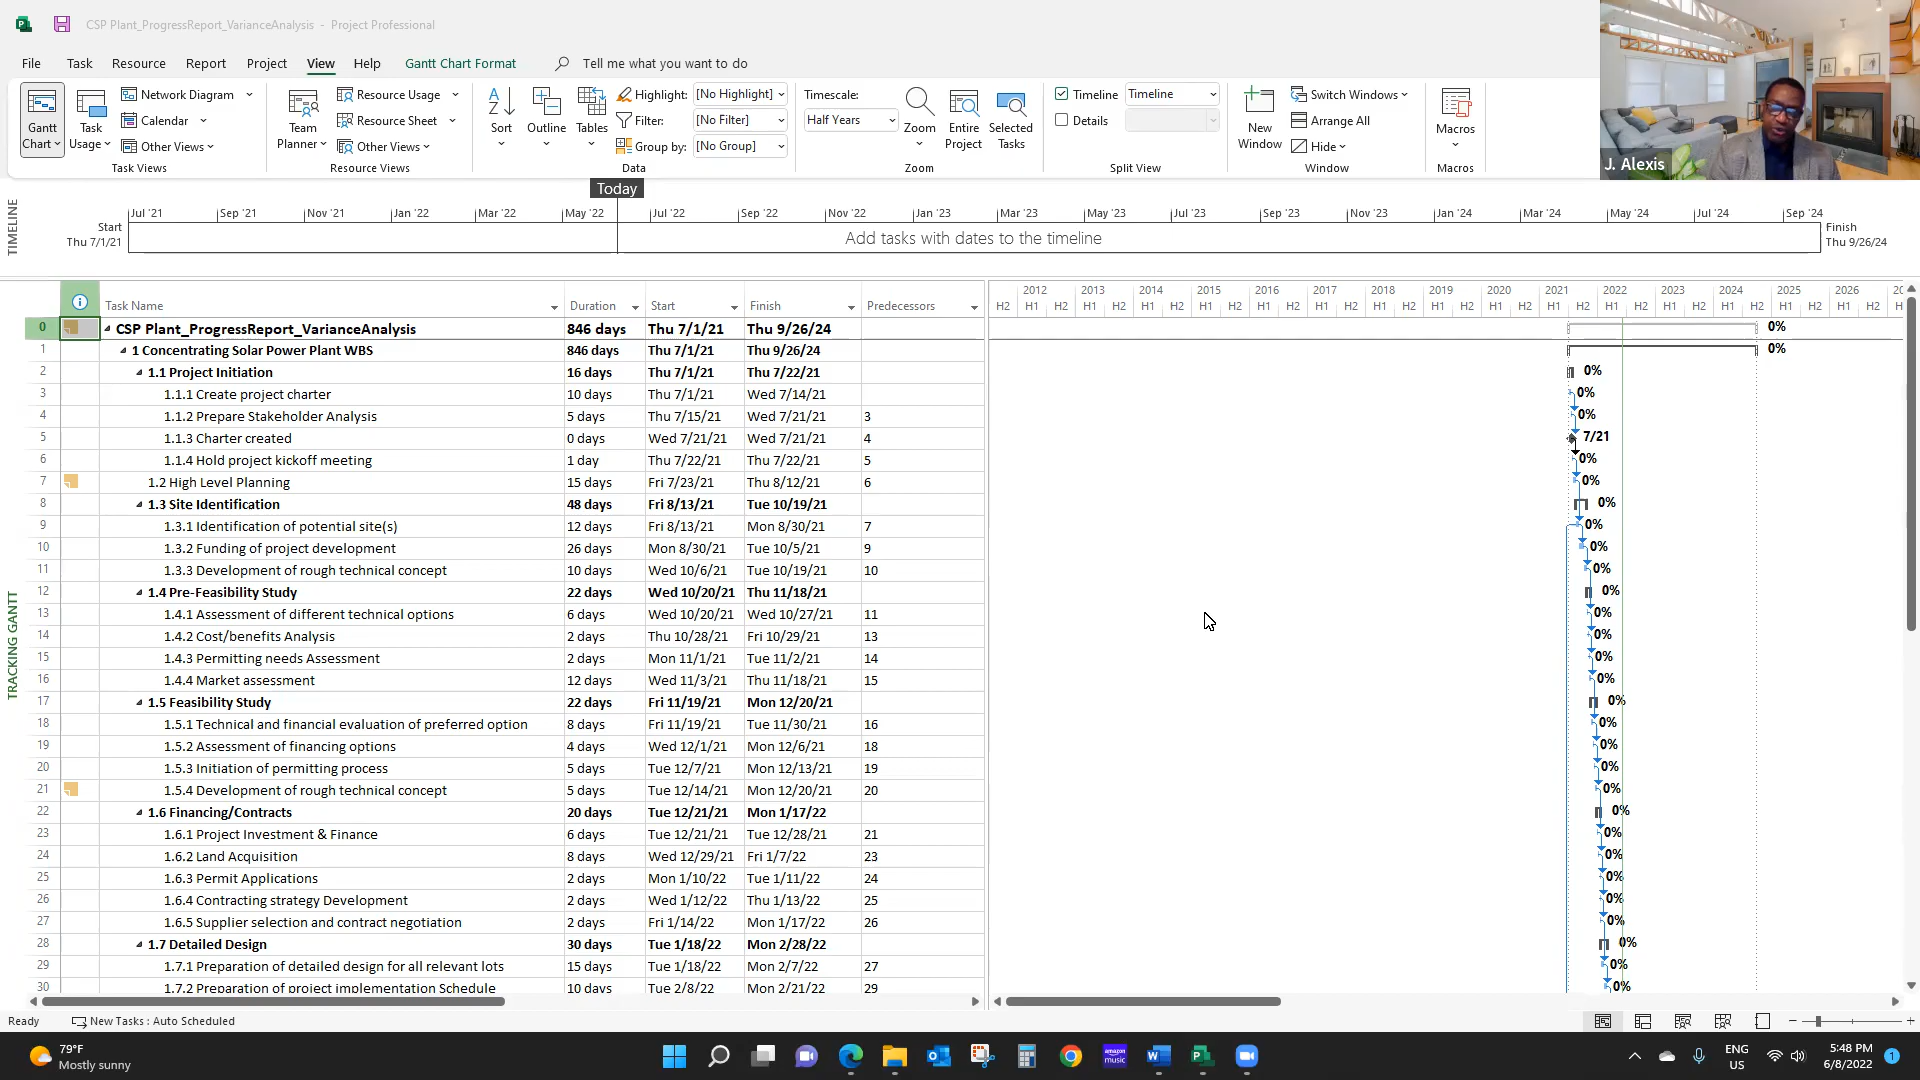 CSP Plant_ProgressReport_VarianceAnalysis - Project Professional
File Task Resource Report Project View Help Gantt Chart Format Tell me what you want to do
Gantt Chart
Task Usage
Network Diagram
Calendar
Other Views
Task Views
Team Planner
Resource Usage
Resource Sheet
Other Views
Resource Views
Sort
Outline
Tables
Highlight: [No Highlight]
Filter: [No Filter]
Group by: [No Group]
Data
Timescale:
Half Years
Zoom
Entire Project
Selected Tasks
Zoom
Timeline Timeline
Details
Split View
New Window
Switch Windows
Arrange All
Hide
Window
Macros
Macros
J. Alexis
Today
TIMELINE
Start
Thu 7/1/21
Jul '21 Sep '21 Nov '21 Jan '22 Mar '22 May '22 Jul '22 Sep '22 Nov '22 Jan '23 Mar '23 May '23 Jul '23 Sep '23 Nov '23 Jan '24 Mar '24 May '24 Jul '24 Sep '24
Add tasks with dates to the timeline
Finish
Thu 9/26/24
TRACKING GANTT
Task Name Duration Start Finish Predecessors
2012 2013 2014 2015 2016 2017 2018 2019 2020 2021 2022 2023 2024 2025 2026
H2 H1 H2 H1 H2 H1 H2 H1 H2 H1 H2 H1 H2 H1 H2 H1 H2 H1 H2 H1 H2 H1 H2 H1 H2 H1 H2 H1 H2 H1 H2
0 CSP Plant_ProgressReport_VarianceAnalysis 846 days Thu 7/1/21 Thu 9/26/24 0%
1 1 Concentrating Solar Power Plant WBS 846 days Thu 7/1/21 Thu 9/26/24 0%
2 1.1 Project Initiation 16 days Thu 7/1/21 Thu 7/22/21 0%
3 1.1.1 Create project charter 10 days Thu 7/1/21 Wed 7/14/21 0%
4 1.1.2 Prepare Stakeholder Analysis 5 days Thu 7/15/21 Wed 7/21/21 3 0%
5 1.1.3 Charter created 0 days Wed 7/21/21 Wed 7/21/21 4 7/21
6 1.1.4 Hold project kickoff meeting 1 day Thu 7/22/21 Thu 7/22/21 5 0%
7 1.2 High Level Planning 15 days Fri 7/23/21 Thu 8/12/21 6 0%
8 1.3 Site Identification 48 days Fri 8/13/21 Tue 10/19/21 0%
9 1.3.1 Identification of potential site(s) 12 days Fri 8/13/21 Mon 8/30/21 7 0%
10 1.3.2 Funding of project development 26 days Mon 8/30/21 Tue 10/5/21 9 0%
11 1.3.3 Development of rough technical concept 10 days Wed 10/6/21 Tue 10/19/21 10 0%
12 1.4 Pre-Feasibility Study 22 days Wed 10/20/21 Thu 11/18/21 0%
13 1.4.1 Assessment of different technical options 6 days Wed 10/20/21 Wed 10/27/21 11 0%
14 1.4.2 Cost/benefits Analysis 2 days Thu 10/28/21 Fri 10/29/21 13 0%
15 1.4.3 Permitting needs Assessment 2 days Mon 11/1/21 Tue 11/2/21 14 0%
16 1.4.4 Market assessment 12 days Wed 11/3/21 Thu 11/18/21 15 0%
17 1.5 Feasibility Study 22 days Fri 11/19/21 Mon 12/20/21 0%
18 1.5.1 Technical and financial evaluation of preferred option 8 days Fri 11/19/21 Tue 11/30/21 16 0%
19 1.5.2 Assessment of financing options 4 days Wed 12/1/21 Mon 12/6/21 18 0%
20 1.5.3 Initiation of permitting process 5 days Tue 12/7/21 Mon 12/13/21 19 0%
21 1.5.4 Development of rough technical concept 5 days Tue 12/14/21 Mon 12/20/21 20 0%
22 1.6 Financing/Contracts 20 days Tue 12/21/21 Mon 1/17/22 0%
23 1.6.1 Project Investment & Finance 6 days Tue 12/21/21 Tue 12/28/21 21 0%
24 1.6.2 Land Acquisition 8 days Wed 12/29/21 Fri 1/7/22 23 0%
25 1.6.3 Permit Applications 2 days Mon 1/10/22 Tue 1/11/22 24 0%
26 1.6.4 Contracting strategy Development 2 days Wed 1/12/22 Thu 1/13/22 25 0%
27 1.6.5 Supplier selection and contract negotiation 2 days Fri 1/14/22 Mon 1/17/22 26 0%
28 1.7 Detailed Design 30 days Tue 1/18/22 Mon 2/28/22 0%
29 1.7.1 Preparation of detailed design for all relevant lots 15 days Tue 1/18/22 Mon 2/7/22 27 0%
30 1.7.2 Preparation of project implementation Schedule 10 days Tue 2/8/22 Mon 2/21/22 29 0%
Ready New Tasks : Auto Scheduled
79°F
Mostly sunny
amazon music
ENG
US
5:48 PM
6/8/2022
1